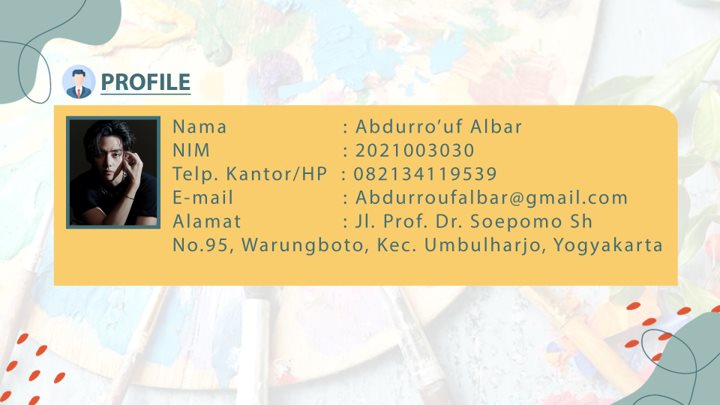 PROFILE
Nama : Abdurro’uf Albar
NIM : 2021003030
Telp. Kantor/HP : 082134119539
E-mail : Abdurroufalbar@gmail.com
Alamat : Jl. Prof. Dr. Soepomo Sh
No.95, Warungboto, Kec. Umbulharjo, Yogyakarta